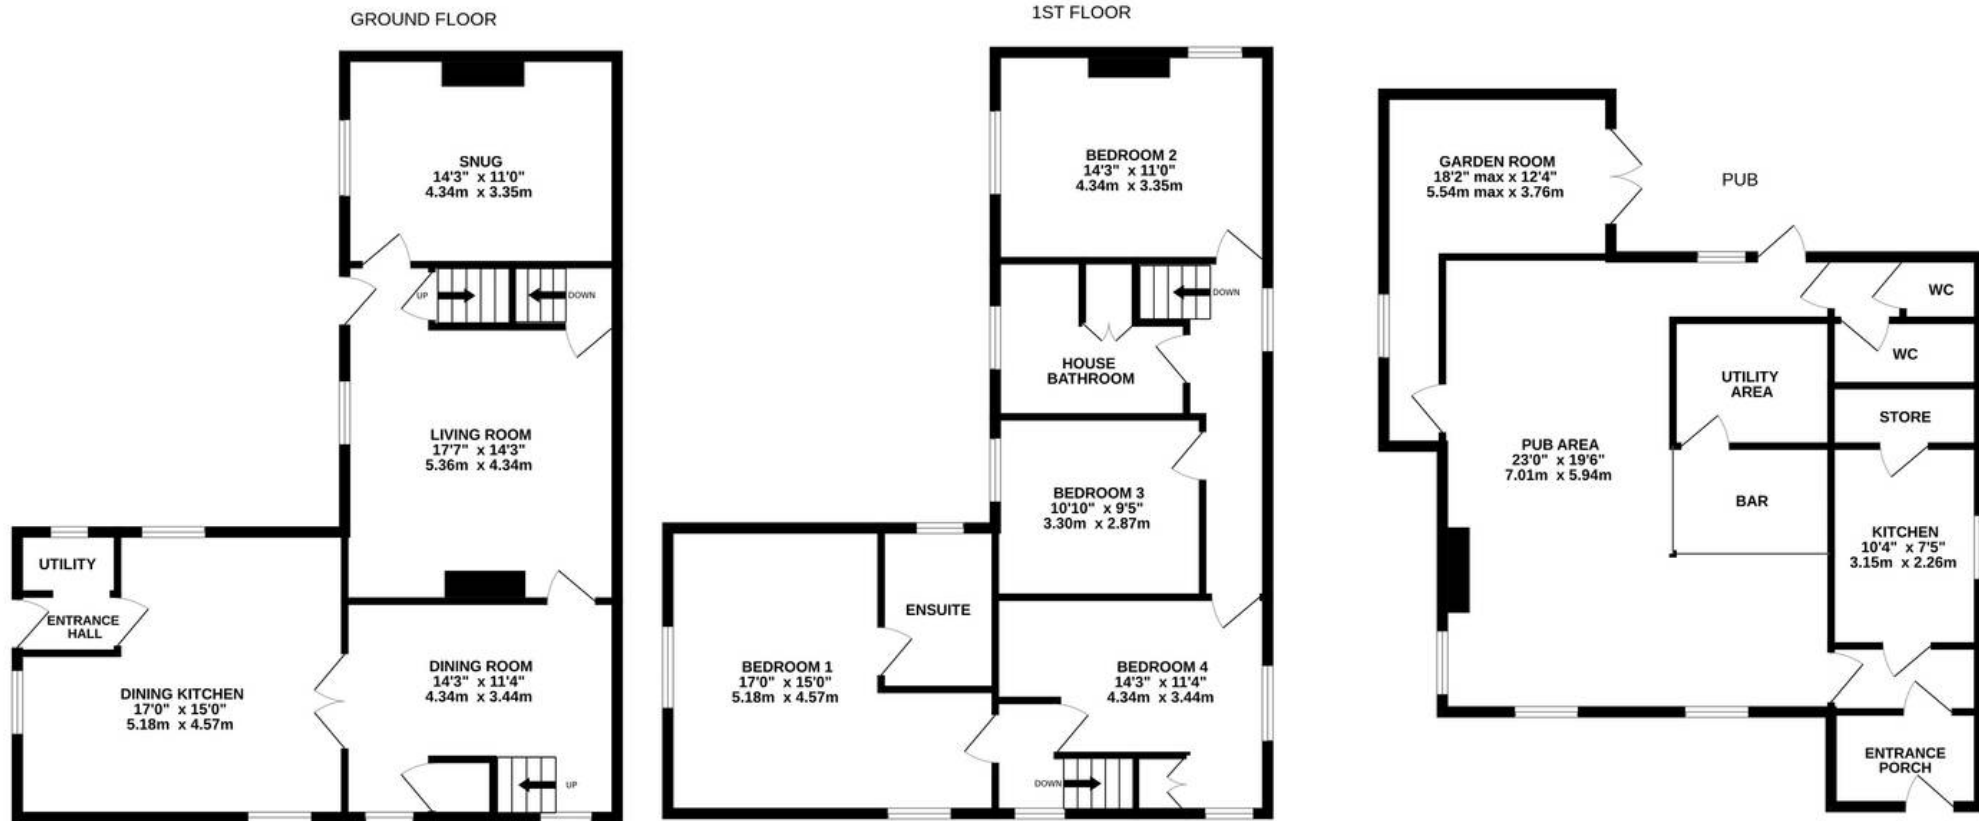 GROUND FLOOR
SNUG
14'3" x 11'0"
4.34m x 3.35m
UP
DOWN
LIVING ROOM
17'7" x 14'3"
5.36m x 4.34m
UTILITY
ENTRANCE
HALL
DINING KITCHEN
17'0" x 15'0"
5.18m x 4.57m
DINING ROOM
14'3" x 11'4"
4.34m x 3.44m
UP
1ST FLOOR
BEDROOM 2
14'3" x 11'0"
4.34m x 3.35m
DOWN
HOUSE
BATHROOM
BEDROOM 3
10'10" x 9'5"
3.30m x 2.87m
ENSUITE
BEDROOM 1
17'0" x 15'0"
5.18m x 4.57m
BEDROOM 4
14'3" x 11'4"
4.34m x 3.44m
DOWN
PUB
GARDEN ROOM
18'2" max x 12'4"
5.54m max x 3.76m
WC
WC
UTILITY
AREA
STORE
PUB AREA
23'0" x 19'6"
7.01m x 5.94m
BAR
KITCHEN
10'4" x 7'5"
3.15m x 2.26m
ENTRANCE
PORCH